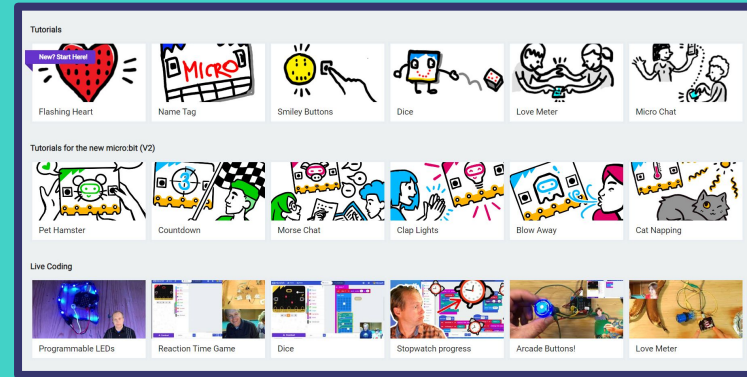 Tutorials
New? Start Here!
MICRO
Flashing Heart
Name Tag
Smiley Buttons
Dice
Love Meter
Micro Chat
Tutorials for the new micro:bit (V2)
3
Pet Hamster
Countdown
Morse Chat
Clap Lights
Blow Away
Cat Napping
Live Coding
Programmable LEDs
Reaction Time Game
Dice
Stopwatch progress
Arcade Buttons!
Love Meter